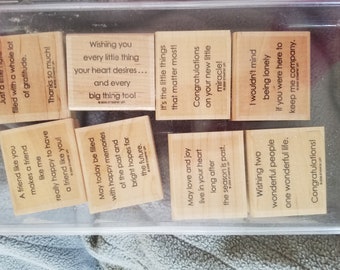 Just a little note
filled with a whole lot
of gratitude.
Thanks so much!
Wishing you
every little thing
your heart desires...
and every
big thing too!
It's the little things
that matter most!
Congratulations
on your new little
miracle!
I wouldn't mind
being lonely
if you were here to
keep me company.
A friend like you
makes a friend
like me
really happy to have
a friend like you!
May today be filled
with happy memories
of the past and
bright hopes for
the future.
May love and joy
live in your heart
long after
the season is past.
Wishing two
wonderful people
one wonderful life.
Congratulations!